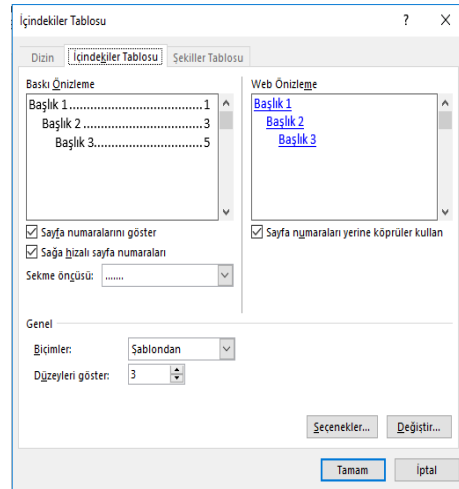 İçindekiler Tablosu
Dizin İçindekiler Tablosu Şekiller Tablosu
Baskı Önizleme
Başlık 1..................................1
Başlık 2..............................3
Başlık 3...........................5
Sayfa numaralarını göster
Sağa hizalı sayfa numaraları
Sekme öncüsü: .......
Web Önizleme
Başlık 1
Başlık 2
Başlık 3
Sayfa numaraları yerine köprüler kullan
Genel
Biçimler: Şablondan
Düzeyleri göster: 3
Seçenekler... Değiştir...
Tamam İptal